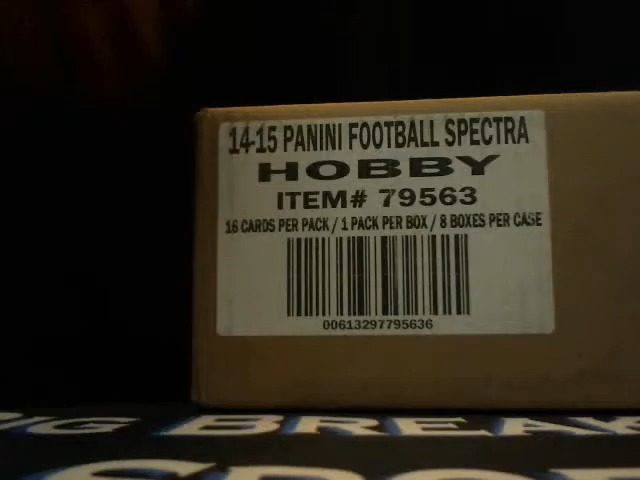 14-15 PANINI FOOTBALL SPECTRA
HOBBY
ITEM# 79563
16 CARDS PER PACK / 1 PACK PER BOX / 8 BOXES PER CASE
00613297795636
BREAK